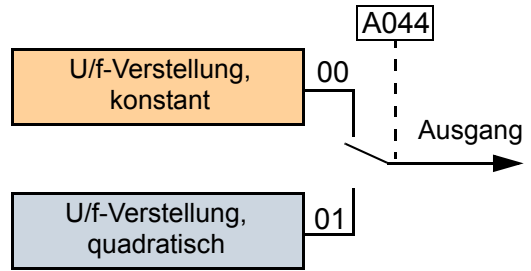 A044
U/f-Verstellung,
konstant
00
Ausgang
U/f-Verstellung,
quadratisch
01